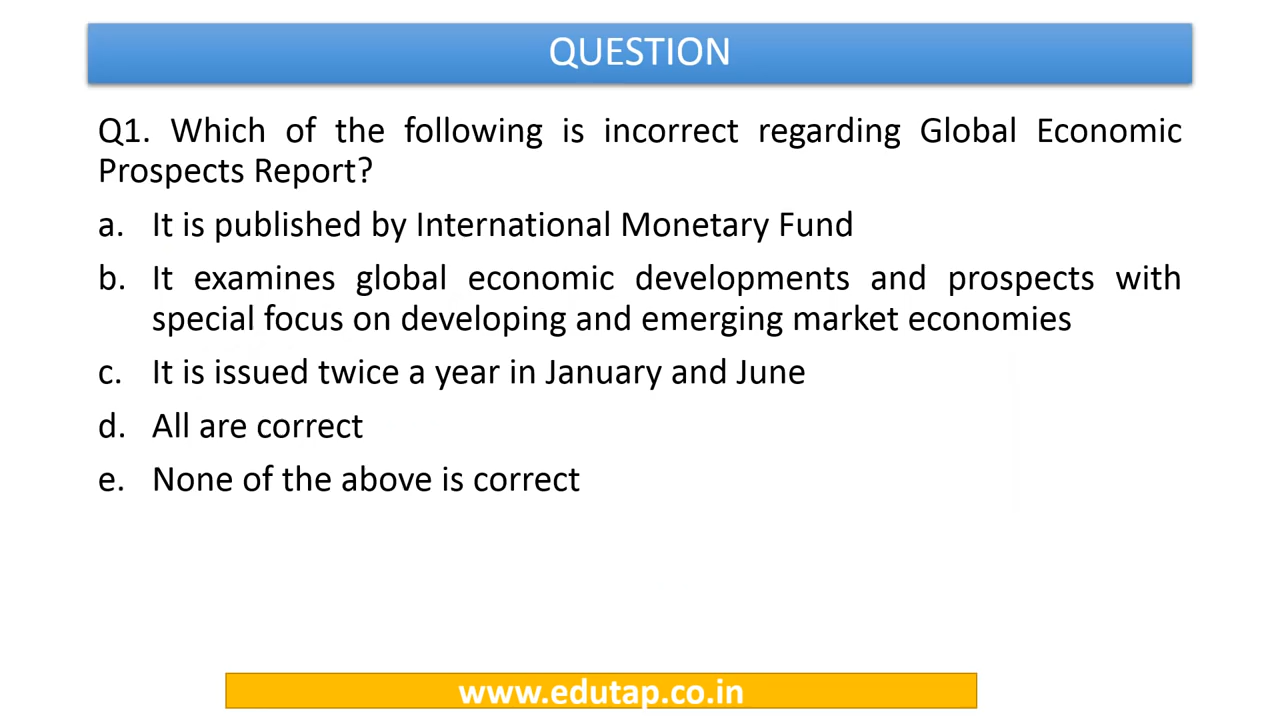 QUESTION
Q1. Which of the following is incorrect regarding Global Economic
Prospects Report?
a. It is published by International Monetary Fund
b. It examines global economic developments and prospects with
special focus on developing and emerging market economies
c. It is issued twice a year in January and June
d. All are correct
e. None of the above is correct
www.edutap.co.in